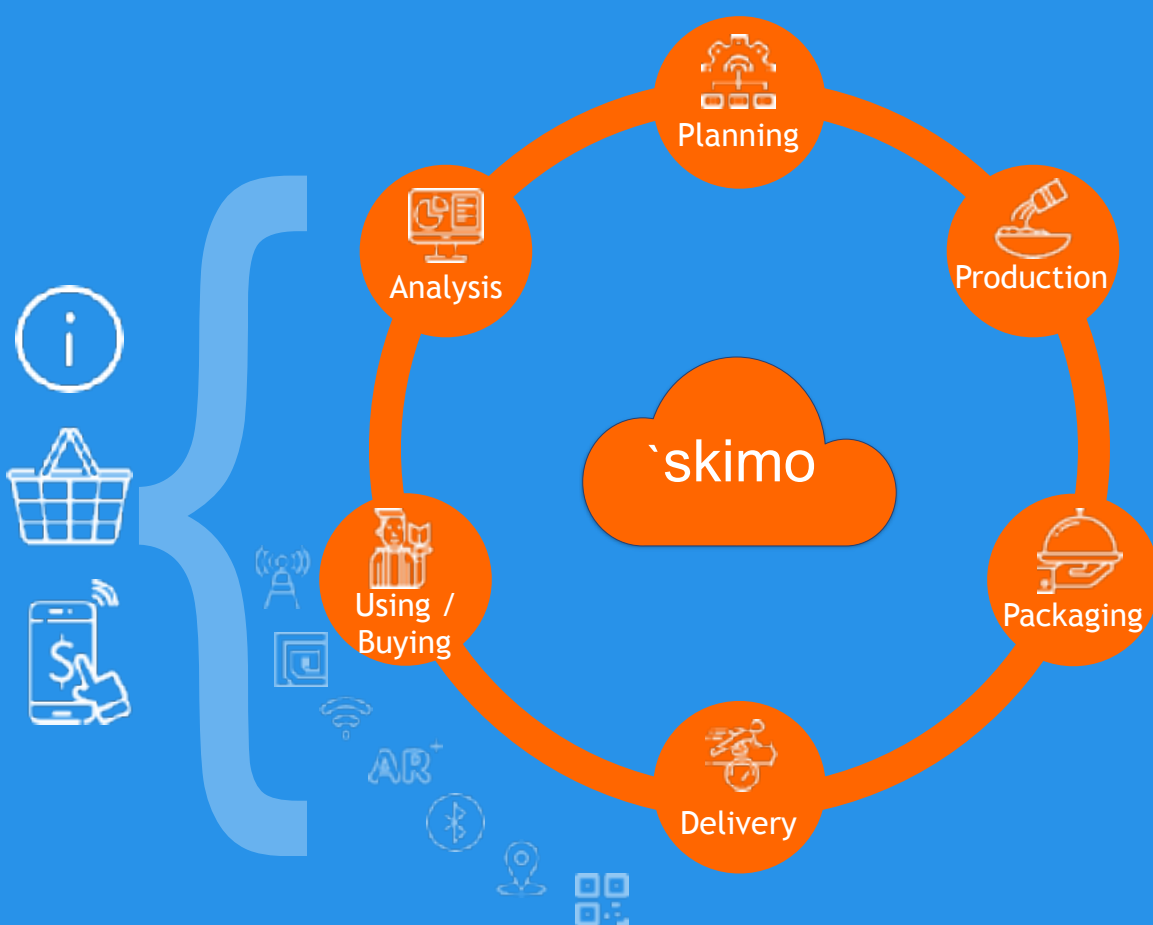 Planning
Analysis
Production
`skimo
Using /
Buying
Packaging
AR+
Delivery